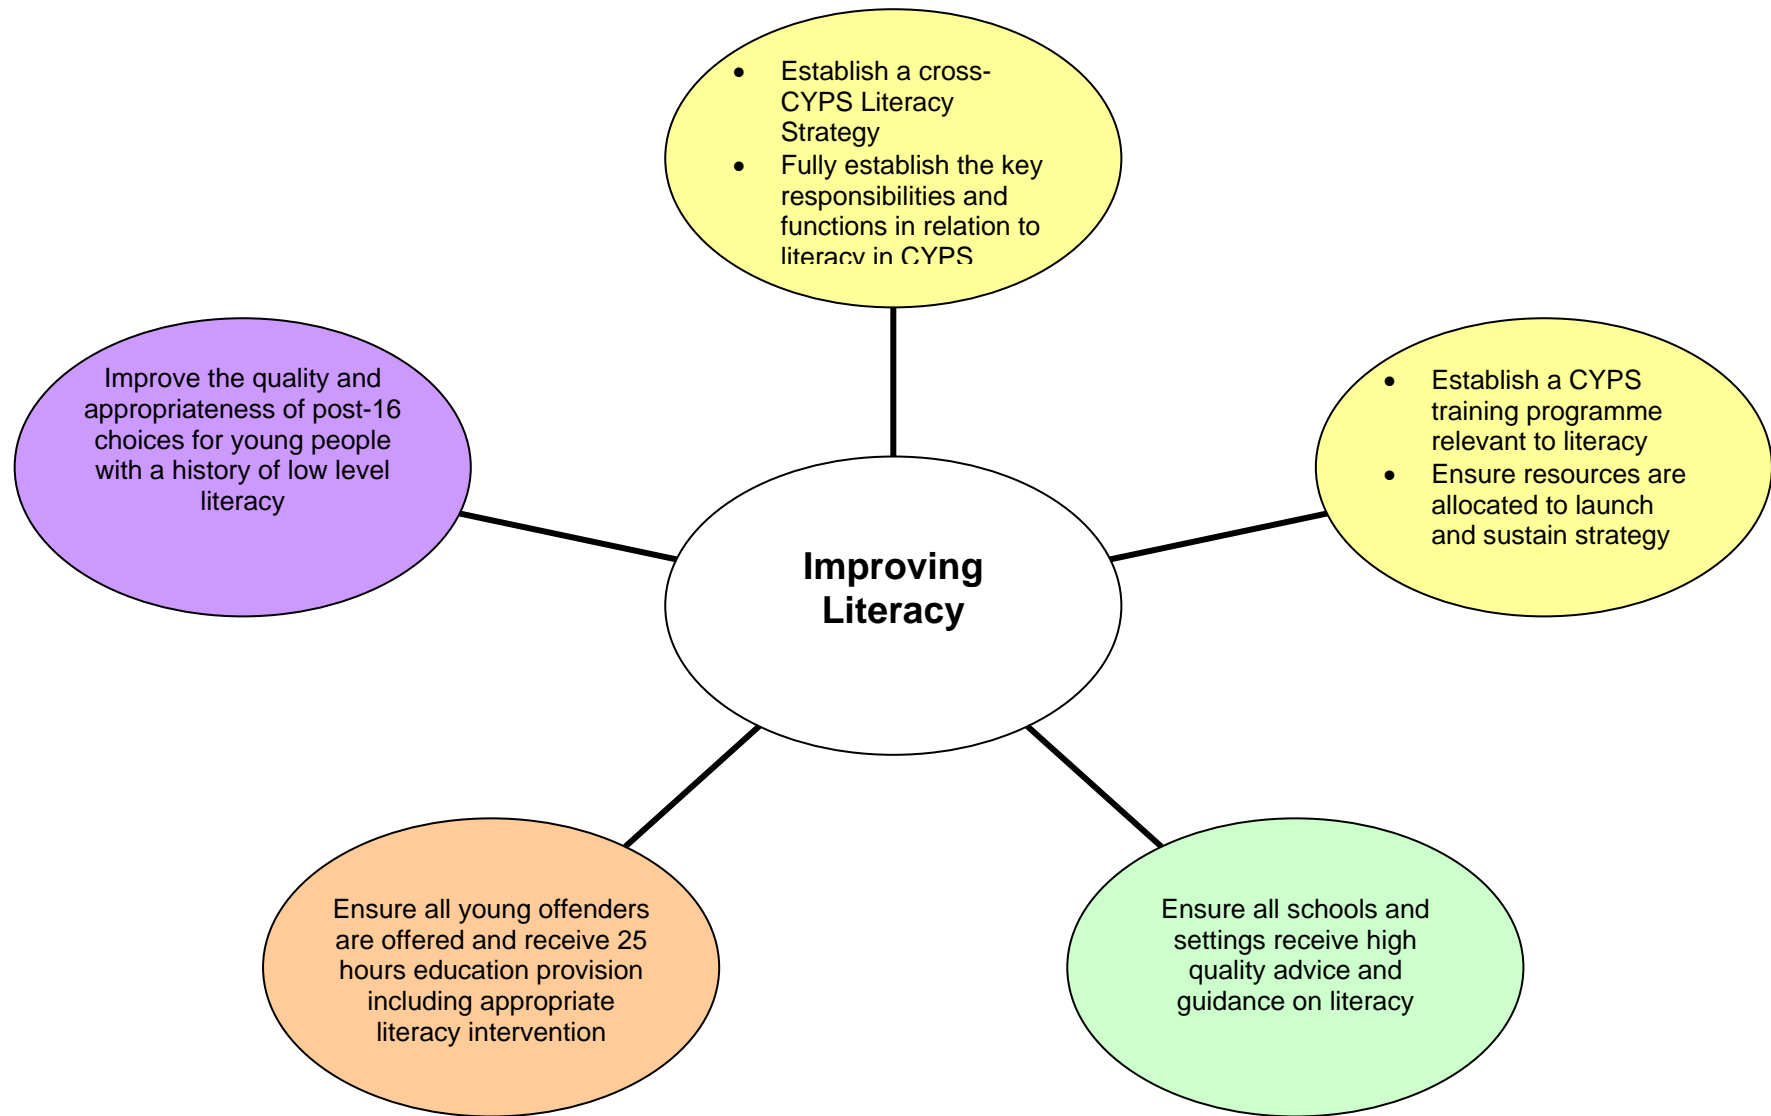 • Establish a cross-
CYPS Literacy
Strategy
• Fully establish the key
responsibilities and
functions in relation to
literacy in CYPS
Improve the quality and
appropriateness of post-16
choices for young people
with a history of low level
literacy
• Establish a CYPS
training programme
relevant to literacy
• Ensure resources are
allocated to launch
and sustain strategy
Improving
Literacy
Ensure all young offenders
are offered and receive 25
hours education provision
including appropriate
literacy intervention
Ensure all schools and
settings receive high
quality advice and
guidance on literacy